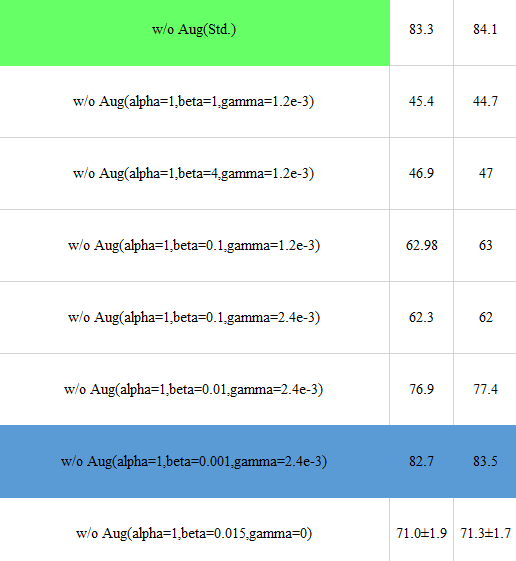 w/o Aug(Std.) 83.3 84.1
w/o Aug(alpha=1,beta=1,gamma=1.2e-3) 45.4 44.7
w/o Aug(alpha=1,beta=4,gamma=1.2e-3) 46.9 47
w/o Aug(alpha=1,beta=0.1,gamma=1.2e-3) 62.98 63
w/o Aug(alpha=1,beta=0.1,gamma=2.4e-3) 62.3 62
w/o Aug(alpha=1,beta=0.01,gamma=2.4e-3) 76.9 77.4
w/o Aug(alpha=1,beta=0.001,gamma=2.4e-3) 82.7 83.5
w/o Aug(alpha=1,beta=0.015,gamma=0) 71.0±1.9 71.3±1.7